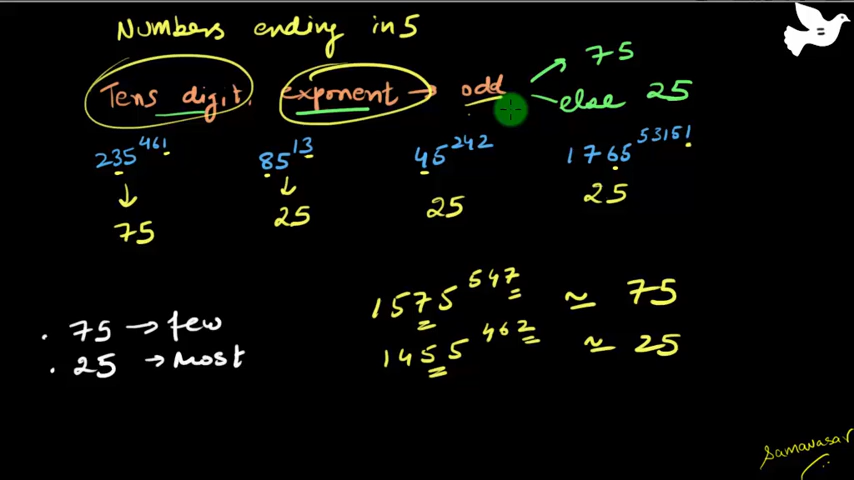 Numbers ending in 5
Tens digit, exponent → odd → 75
else 25
235^461 85^13 45^242 1765^53151
↓ ↓
75 25 25 25
1575^547 ≃ 75
1455^462 ≃ 25
. 75 → few
. 25 → most
Samanasar